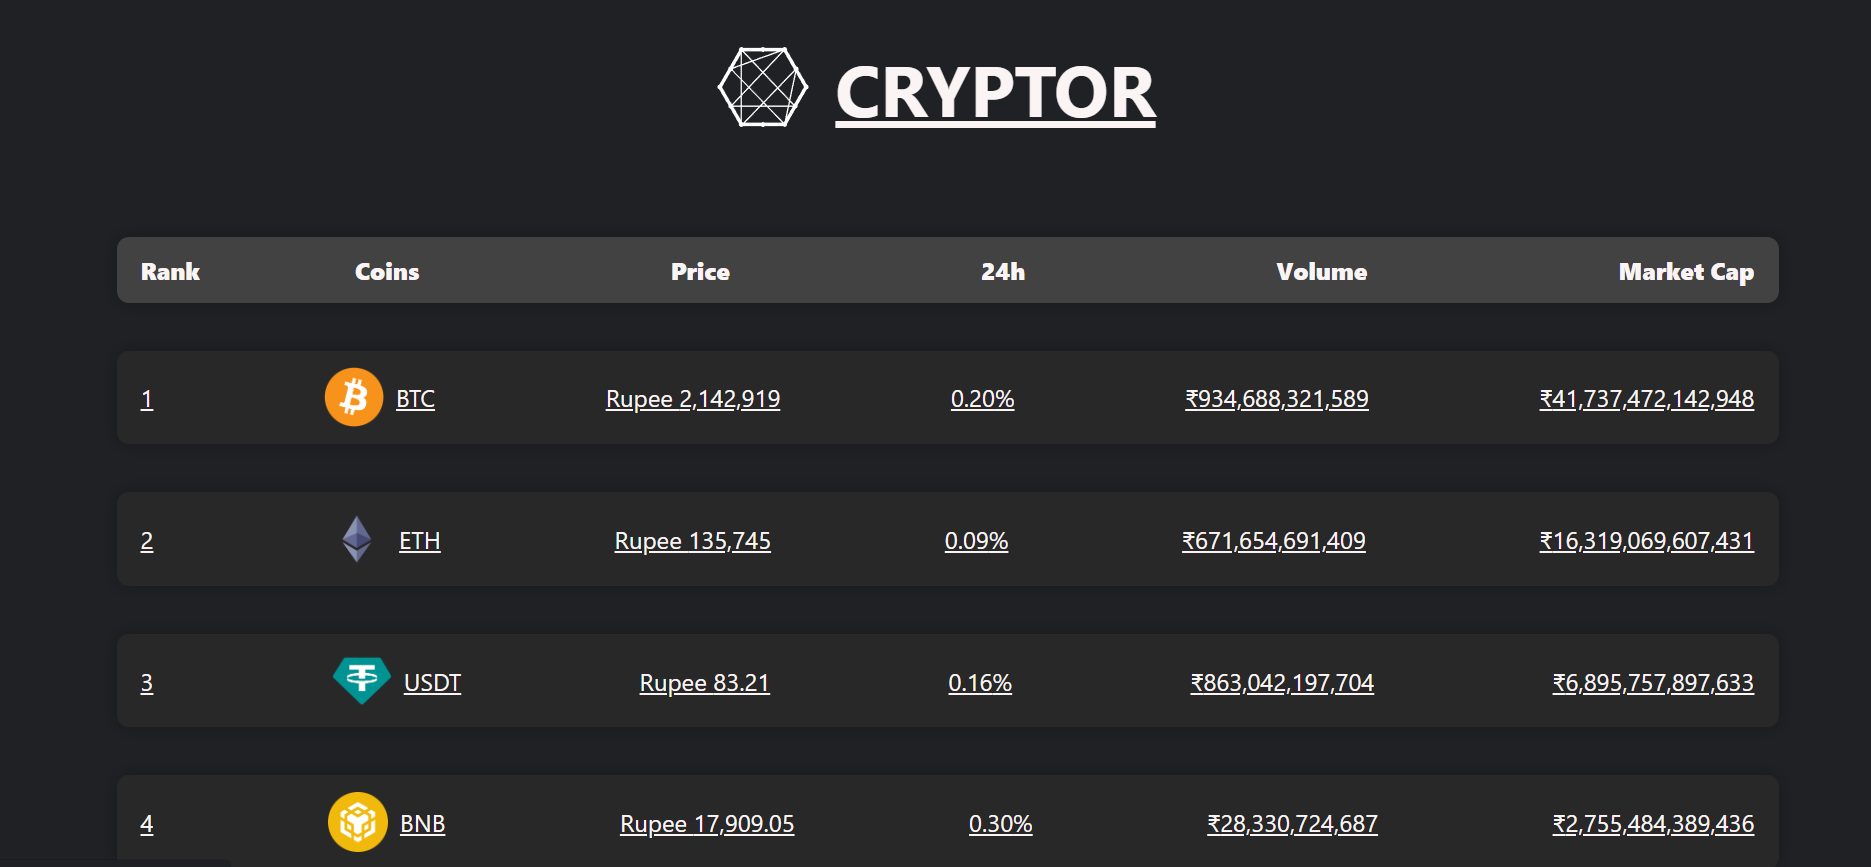 CRYPTOR
Rank Coins Price 24h Volume Market Cap
1 BTC Rupee 2,142,919 0.20% ₹934,688,321,589 ₹41,737,472,142,948
2 ETH Rupee 135,745 0.09% ₹671,654,691,409 ₹16,319,069,607,431
3 USDT Rupee 83.21 0.16% ₹863,042,197,704 ₹6,895,757,897,633
4 BNB Rupee 17,909.05 0.30% ₹28,330,724,687 ₹2,755,484,389,436